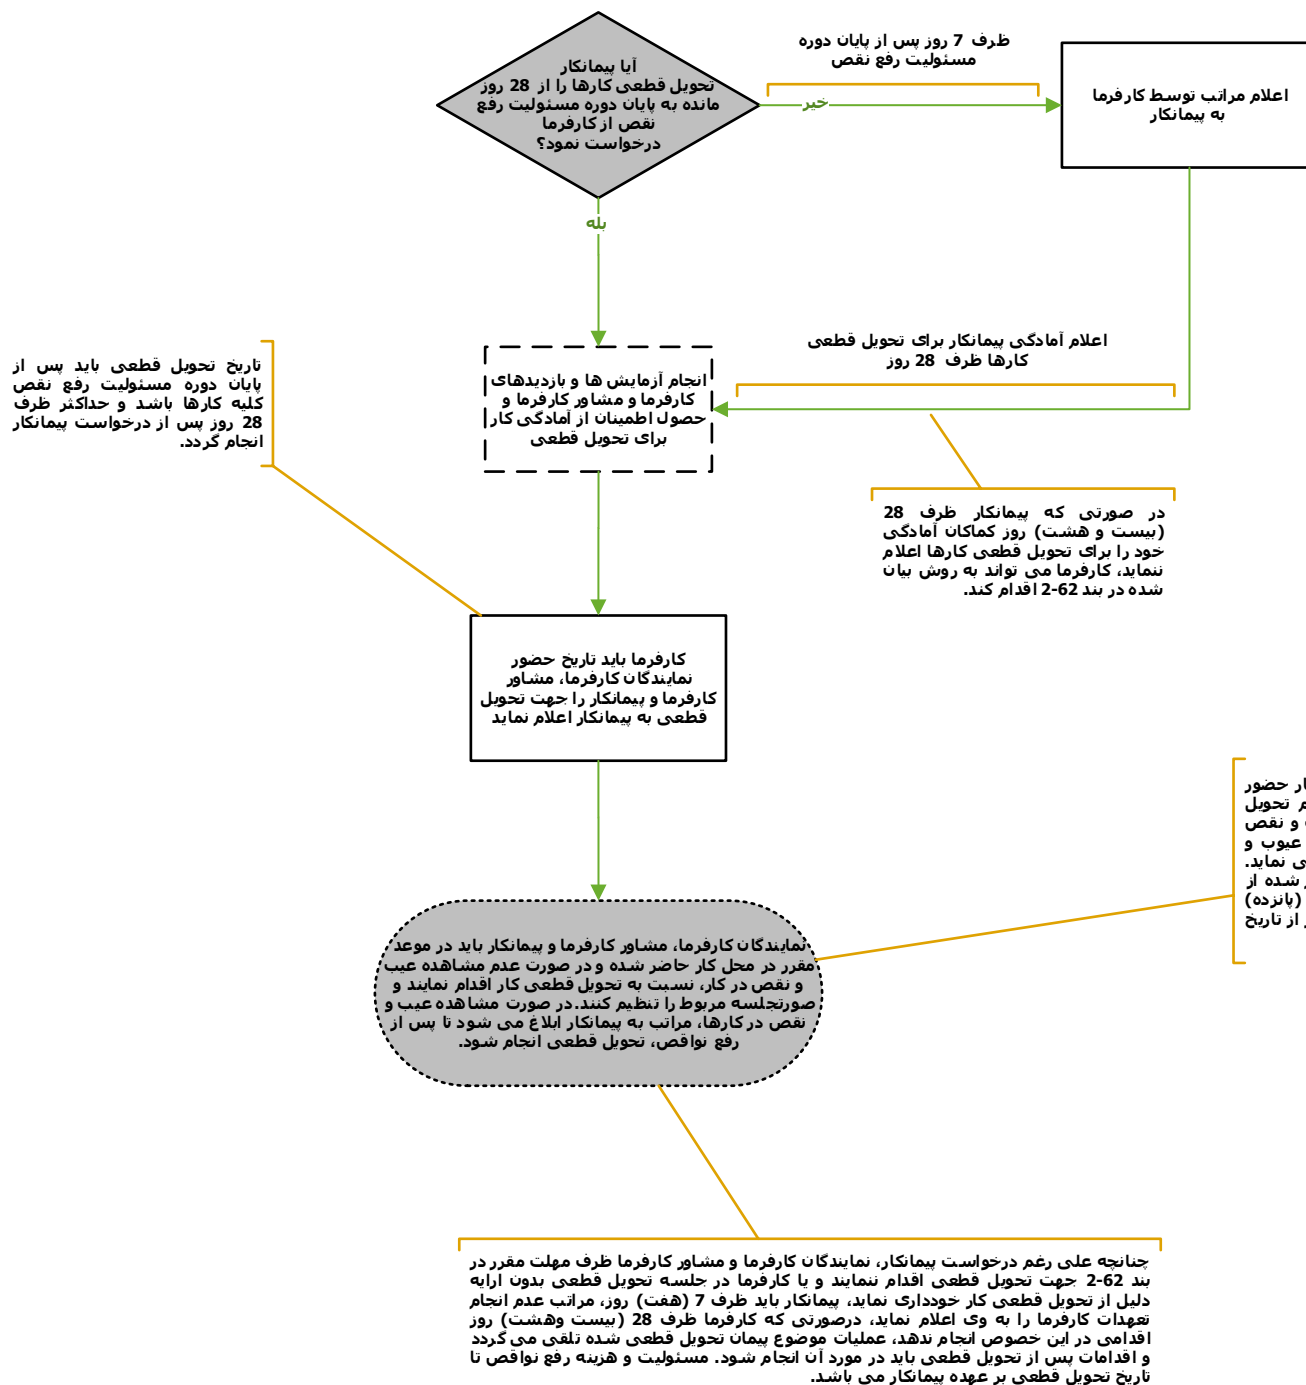 آیا پیمانکار
تحویل قطعی کارها را از 28 روز
مانده به پایان دوره مسئولیت رفع
نقص از کارفرما
درخواست نمود؟
ظرف 7 روز پس از پایان دوره
مسئولیت رفع نقص
خیر
اعلام مراتب توسط کارفرما
به پیمانکار
بله
اعلام آمادگی پیمانکار برای تحویل قطعی
کارها ظرف 28 روز
انجام آزمایش ها و بازدیدهای
کارفرما و مشاور کارفرما و
حصول اطمینان از آمادگی کار
برای تحویل قطعی
تاریخ تحویل قطعی باید پس از
پایان دوره مسئولیت رفع نقص
کلیه کارها باشد و حداکثر ظرف
28 روز پس از درخواست پیمانکار
انجام گردد.
در صورتی که پیمانکار ظرف 28
(بیست و هشت) روز کماکان آمادگی
خود را برای تحویل قطعی کارها اعلام
ننماید، کارفرما می تواند به روش بیان
شده در بند 62-2 اقدام کند.
کارفرما باید تاریخ حضور
نمایندگان کارفرما، مشاور
کارفرما و پیمانکار را جهت تحویل
قطعی به پیمانکار اعلام نماید
حضور
تحویل
و نقص
عیوب و
نماید.
شده از
(پانزده)
از تاریخ
نمایندگان کارفرما، مشاور کارفرما و پیمانکار باید در موعد
مقرر در محل کار حاضر شده و در صورت عدم مشاهده عیب
و نقص در کار، نسبت به تحویل قطعی کار اقدام نمایند و
صورتجلسه مربوط را تنظیم کنند. در صورت مشاهده عیب و
نقص در کارها، مراتب به پیمانکار ابلاغ می شود تا پس از
رفع نواقص، تحویل قطعی انجام شود.
چنانچه علی رغم درخواست پیمانکار، نمایندگان کارفرما و مشاور کارفرما ظرف مهلت مقرر در
بند 62-2 جهت تحویل قطعی اقدام ننمایند و یا کارفرما در جلسه تحویل قطعی بدون ارایه
دلیل از تحویل قطعی کار خودداری نماید، پیمانکار باید ظرف 7 (هفت) روز، مراتب عدم انجام
تعهدات کارفرما را به وی اعلام نماید، درصورتی که کارفرما ظرف 28 (بیست وهشت) روز
اقدامی در این خصوص انجام ندهد، عملیات موضوع پیمان تحویل قطعی شده تلقی می گردد
و اقدامات پس از تحویل قطعی باید در مورد آن انجام شود. مسئولیت و هزینه رفع نواقص تا
تاریخ تحویل قطعی بر عهده پیمانکار می باشد.